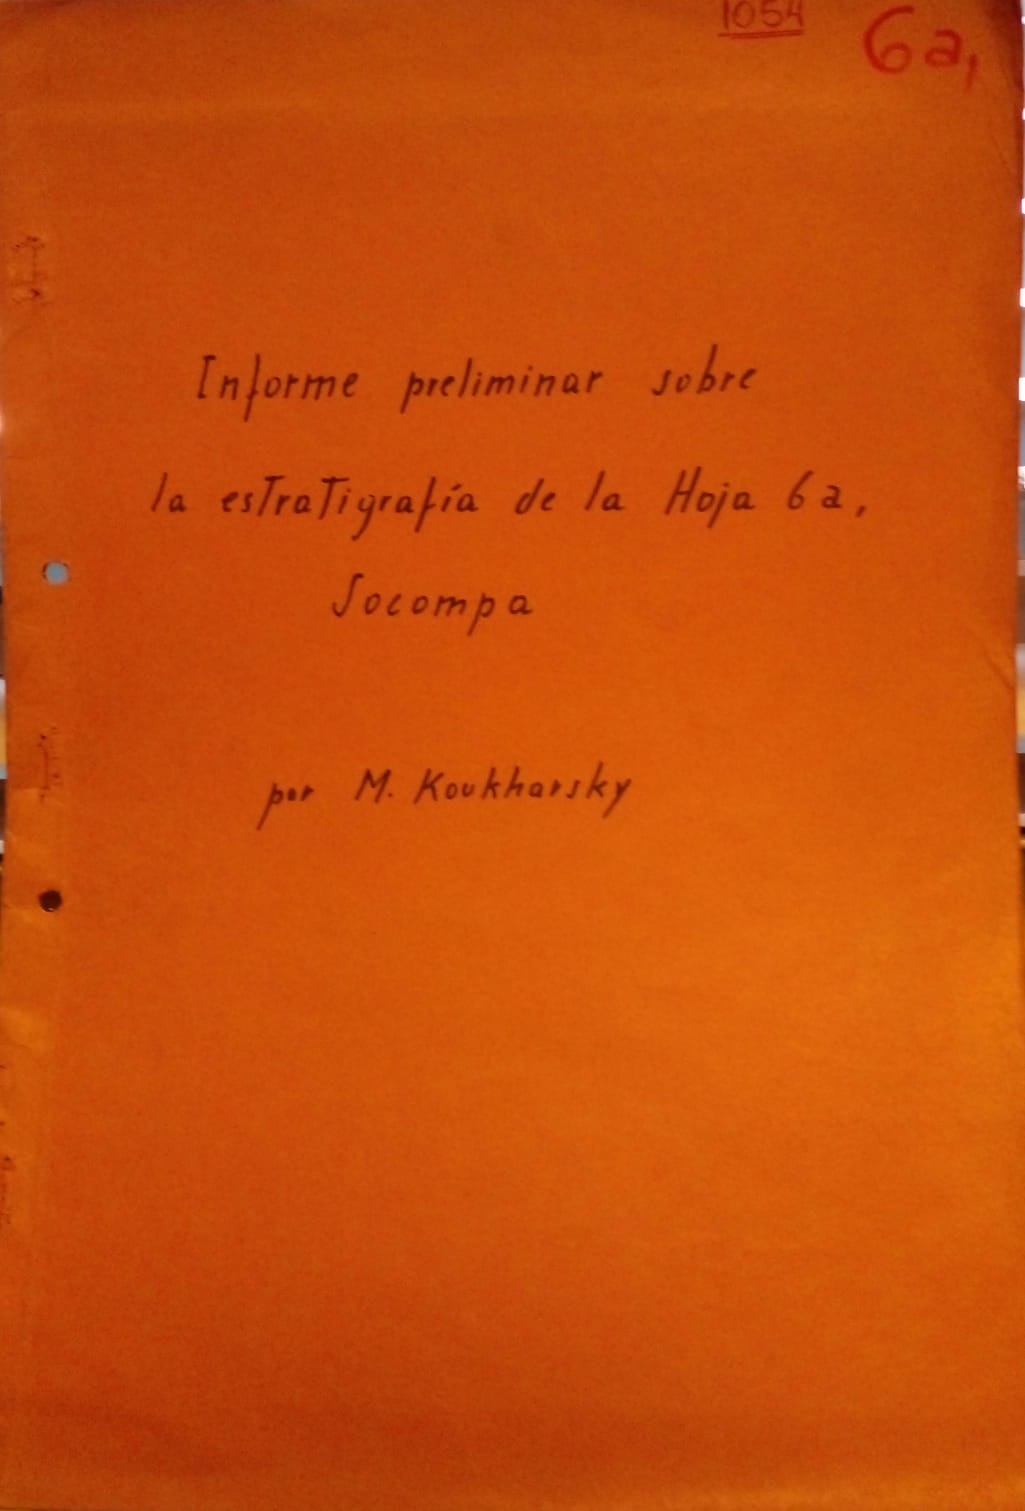 1054
6a,
Informe preliminar sobre
la estratigrafía de la Hoja 6a,
Socompa
por M. Koukharsky